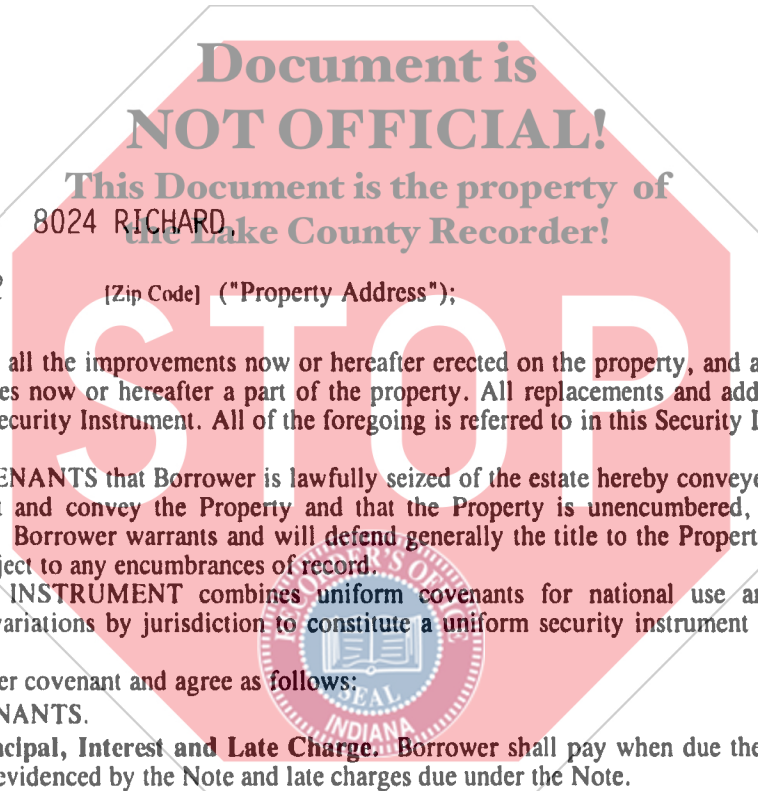 Document is
NOT OFFICIAL!
This Document is the property of
the Lake County Recorder!
8024 RICHARD,
[Zip Code] ("Property Address");
STOP
all the improvements now or hereafter erected on the property, and a
es now or hereafter a part of the property. All replacements and add
ecurity Instrument. All of the foregoing is referred to in this Security I
ENANTS that Borrower is lawfully seized of the estate hereby conveye
t and convey the Property and that the Property is unencumbered,
Borrower warrants and will defend generally the title to the Propert
ject to any encumbrances of record.
INSTRUMENT combines uniform covenants for national use an
variations by jurisdiction to constitute a uniform security instrument
RECORDER'S OFFICE
SEAL
INDIANA
er covenant and agree as follows:
NANTS.
ncipal, Interest and Late Charge. Borrower shall pay when due the
evidenced by the Note and late charges due under the Note.